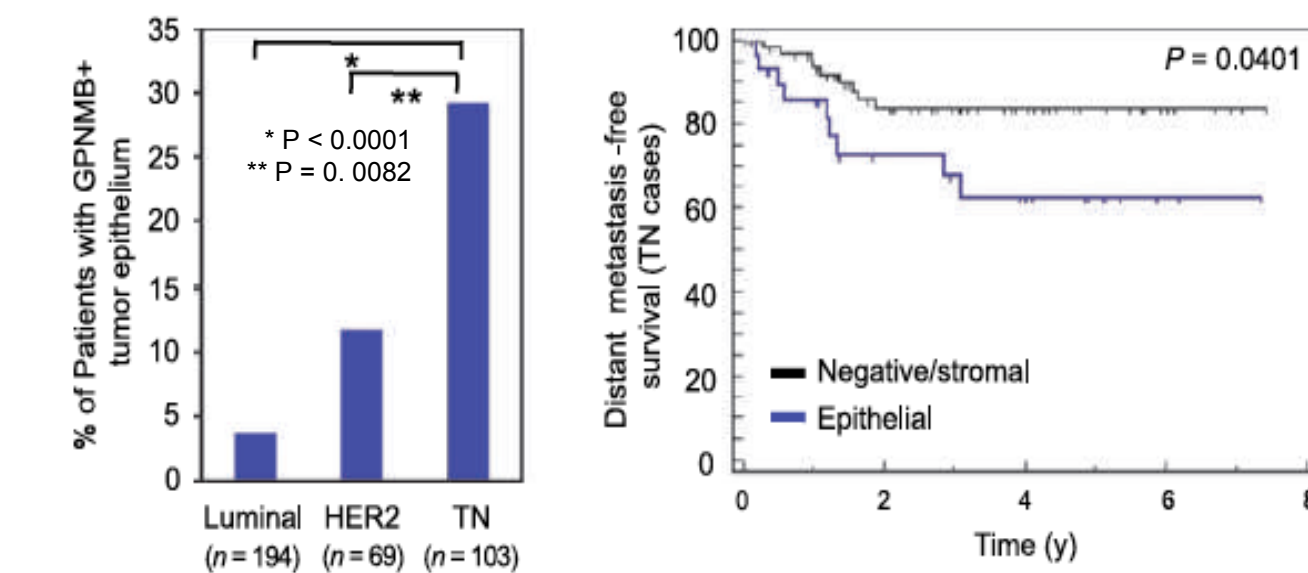 % of Patients with GPNMB+
tumor epithelium
35
30
25
20
15
10
5
0
*
**
* P < 0.0001
** P = 0. 0082
Luminal HER2 TN
(n = 194) (n = 69) (n = 103)
Distant metastasis -free
survival (TN cases)
100
80
60
40
20
0
P = 0.0401
Negative/stromal
Epithelial
0 2 4 6 8
Time (y)